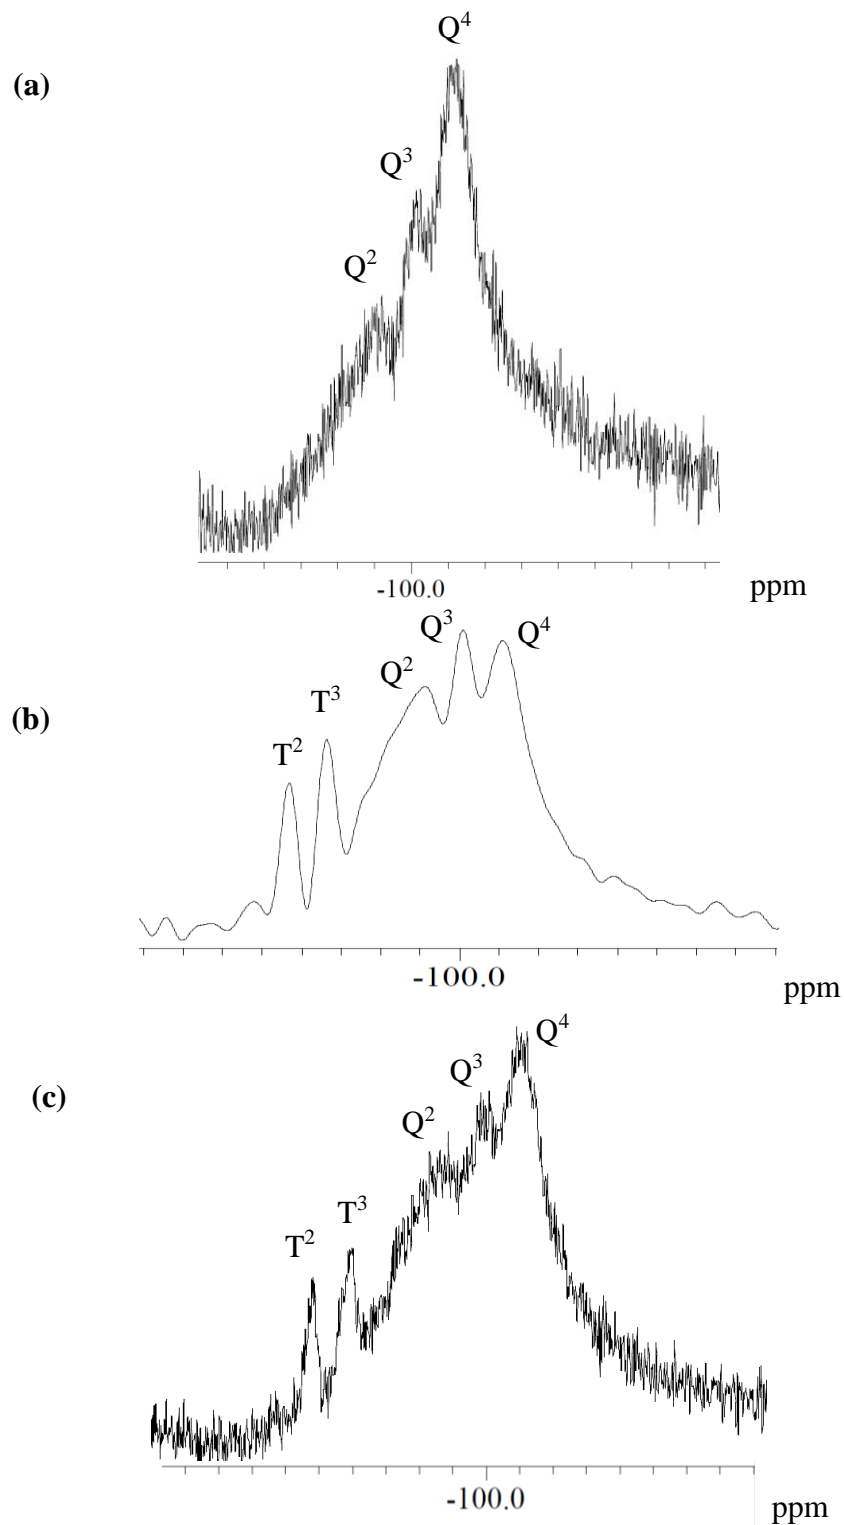 Q⁴
(a)
Q³
Q²
-100.0
ppm
Q³
Q⁴
Q²
T³
(b)
T²
-100.0
ppm
Q⁴
Q³
(c)
Q²
T³
T²
-100.0
ppm